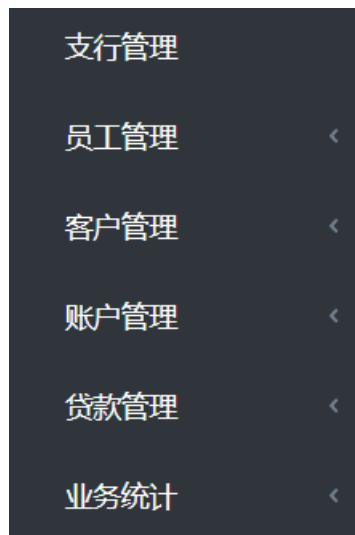 支行管理
员工管理
客户管理
账户管理
贷款管理
业务统计